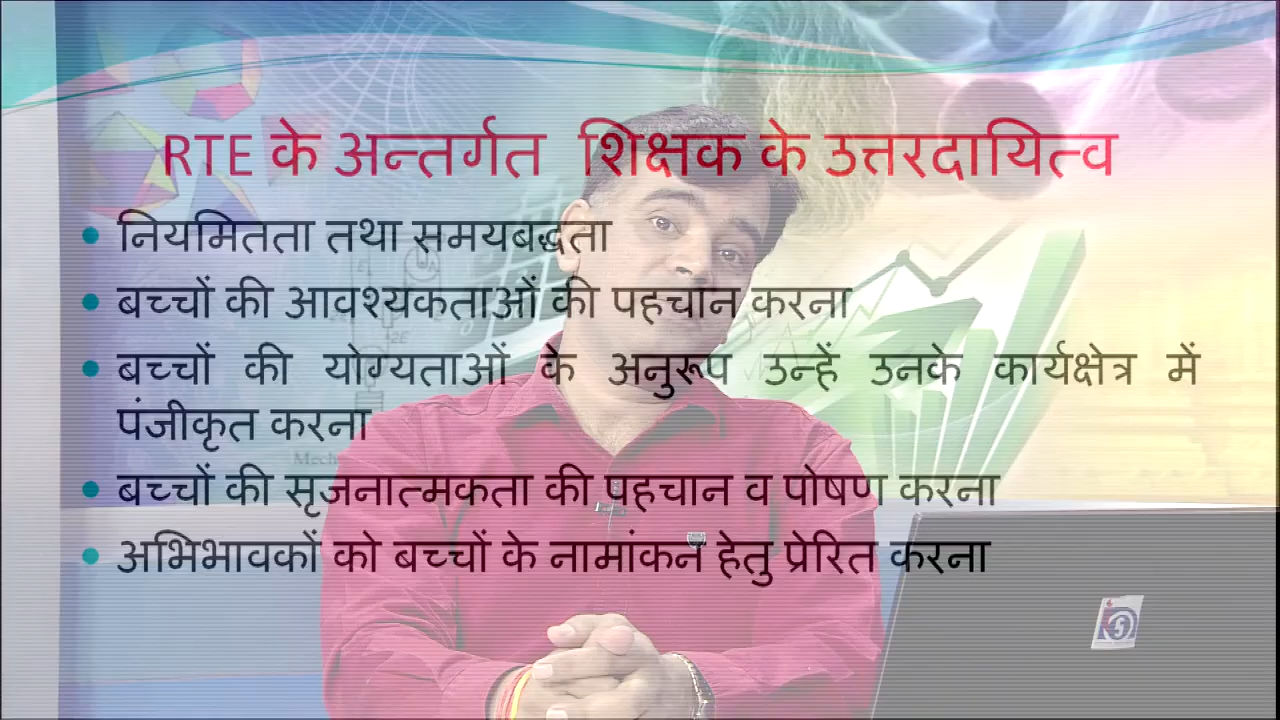 RTE के अन्तर्गत शिक्षक के उत्तरदायित्व
नियमितता तथा समयबद्धता
बच्चों की आवश्यकताओं की पहचान करना
बच्चों की योग्यताओं के अनुरूप उन्हें उनके कार्यक्षेत्र में
पंजीकृत करना
बच्चों की सृजनात्मकता की पहचान व पोषण करना
अभिभावकों को बच्चों के नामांकन हेतु प्रेरित करना